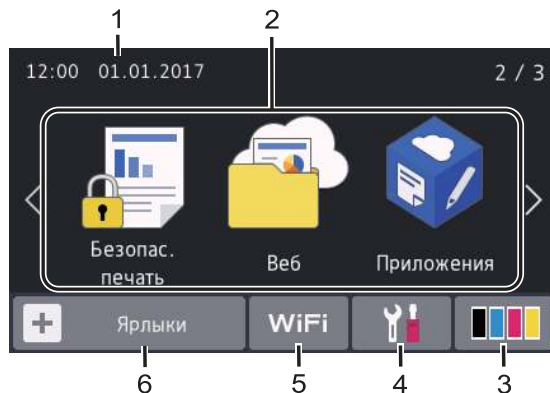 1 2
12:00 01.01.2017 2 / 3
Безопас.
печать
Веб
Приложения
Ярлыки WiFi
6 5 4 3